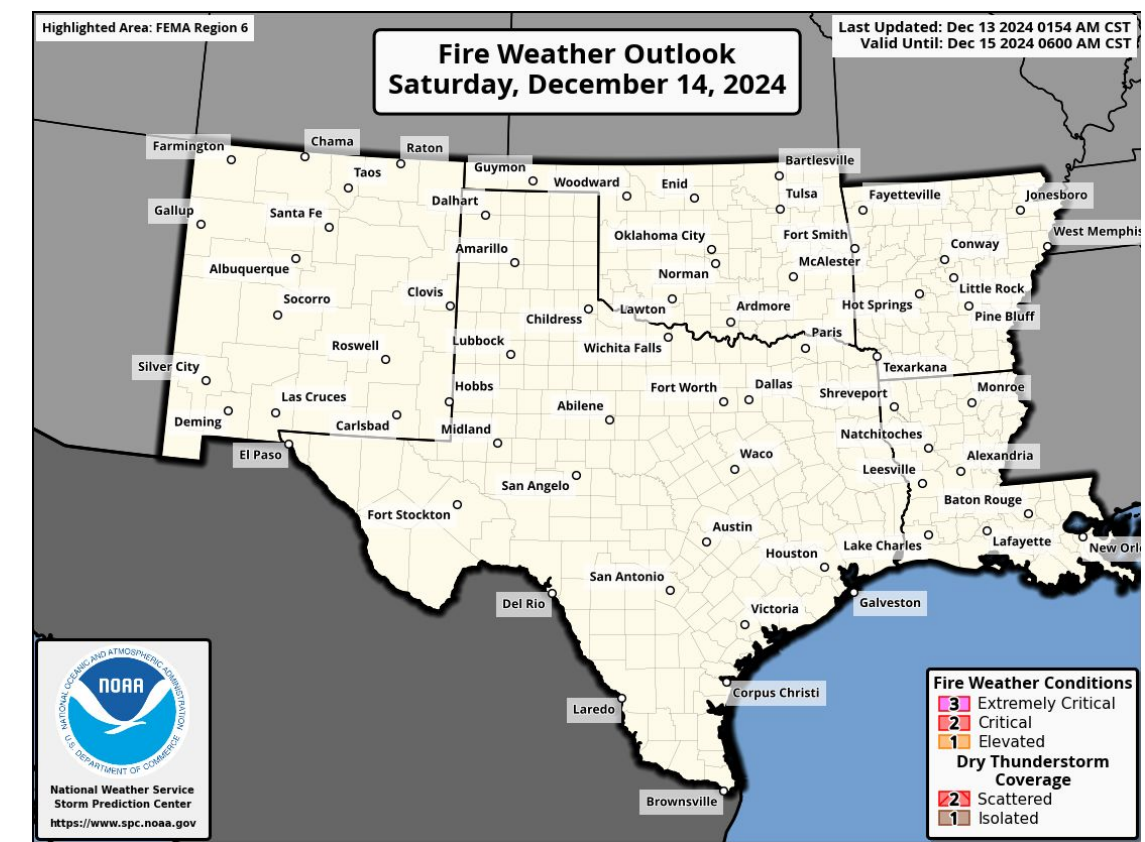 Highlighted Area: FEMA Region 6
Last Updated: Dec 13 2024 0154 AM CST
Valid Until: Dec 15 2024 0600 AM CST
Fire Weather Outlook
Saturday, December 14, 2024
Farmington
Chama
Raton
Taos
Guymon
Woodward
Enid
Bartlesville
Tulsa
Fayetteville
Jonesboro
Gallup
Santa Fe
Dalhart
Oklahoma City
Fort Smith
West Memphis
Albuquerque
Amarillo
Norman
McAlester
Conway
Socorro
Clovis
Childress
Lawton
Ardmore
Hot Springs
Little Rock
Pine Bluff
Roswell
Lubbock
Wichita Falls
Paris
Silver City
Texarkana
Hobbs
Fort Worth
Dallas
Shreveport
Monroe
Las Cruces
Abilene
Deming
Carlsbad
Midland
Natchitoches
El Paso
Waco
Leesville
Alexandria
San Angelo
Baton Rouge
Fort Stockton
Austin
Houston
Lake Charles
Lafayette
New Orl
San Antonio
Del Rio
Victoria
Galveston
Laredo
Corpus Christi
Brownsville
NATIONAL OCEANIC AND ATMOSPHERIC ADMINISTRATION
NOAA
U.S. DEPARTMENT OF COMMERCE
National Weather Service
Storm Prediction Center
https://www.spc.noaa.gov
Fire Weather Conditions
3 Extremely Critical
2 Critical
1 Elevated
Dry Thunderstorm
Coverage
2 Scattered
1 Isolated